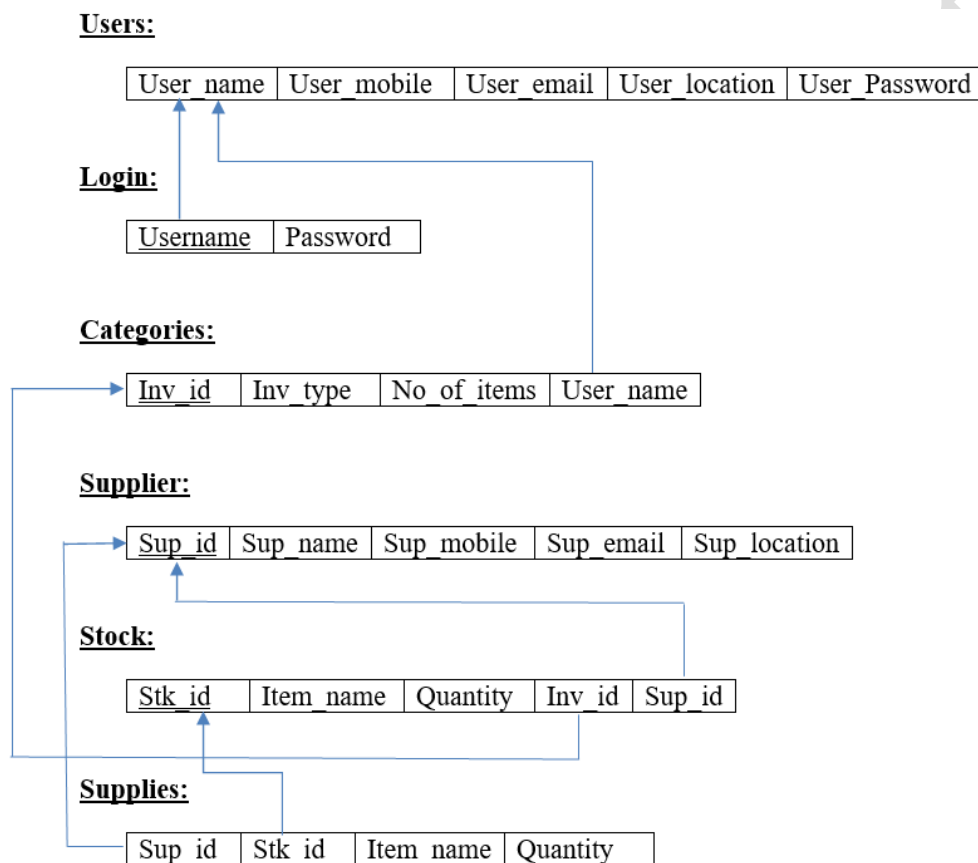 Users:
User_name User_mobile User_email User_location User_Password
Login:
Username Password
Categories:
Inv_id Inv_type No_of_items User_name
Supplier:
Sup_id Sup_name Sup_mobile Sup_email Sup_location
Stock:
Stk_id Item_name Quantity Inv_id Sup_id
Supplies:
Sup_id Stk_id Item_name Quantity